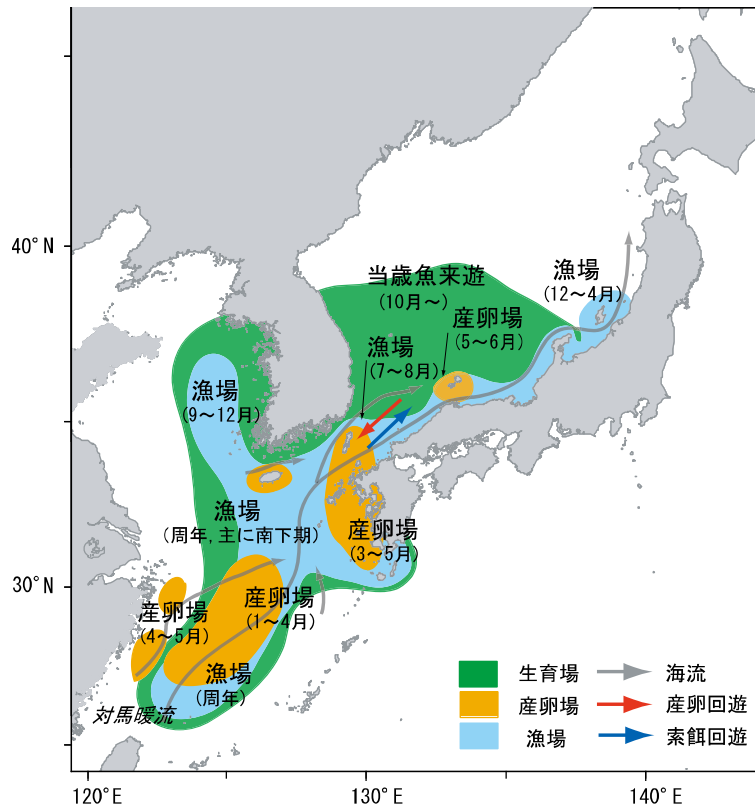 40°N
当歳魚来遊
(10月～)
漁場
(12～4月)
産卵場
(5～6月)
漁場
(7～8月)
漁場
(9～12月)
漁場
(周年,主に南下期)
産卵場
(3～5月)
30°N
産卵場
(4～5月)
産卵場
(1～4月)
漁場
(周年)
対馬暖流
生育場
海流
産卵場
産卵回遊
漁場
索餌回遊
120°E
130°E
140°E